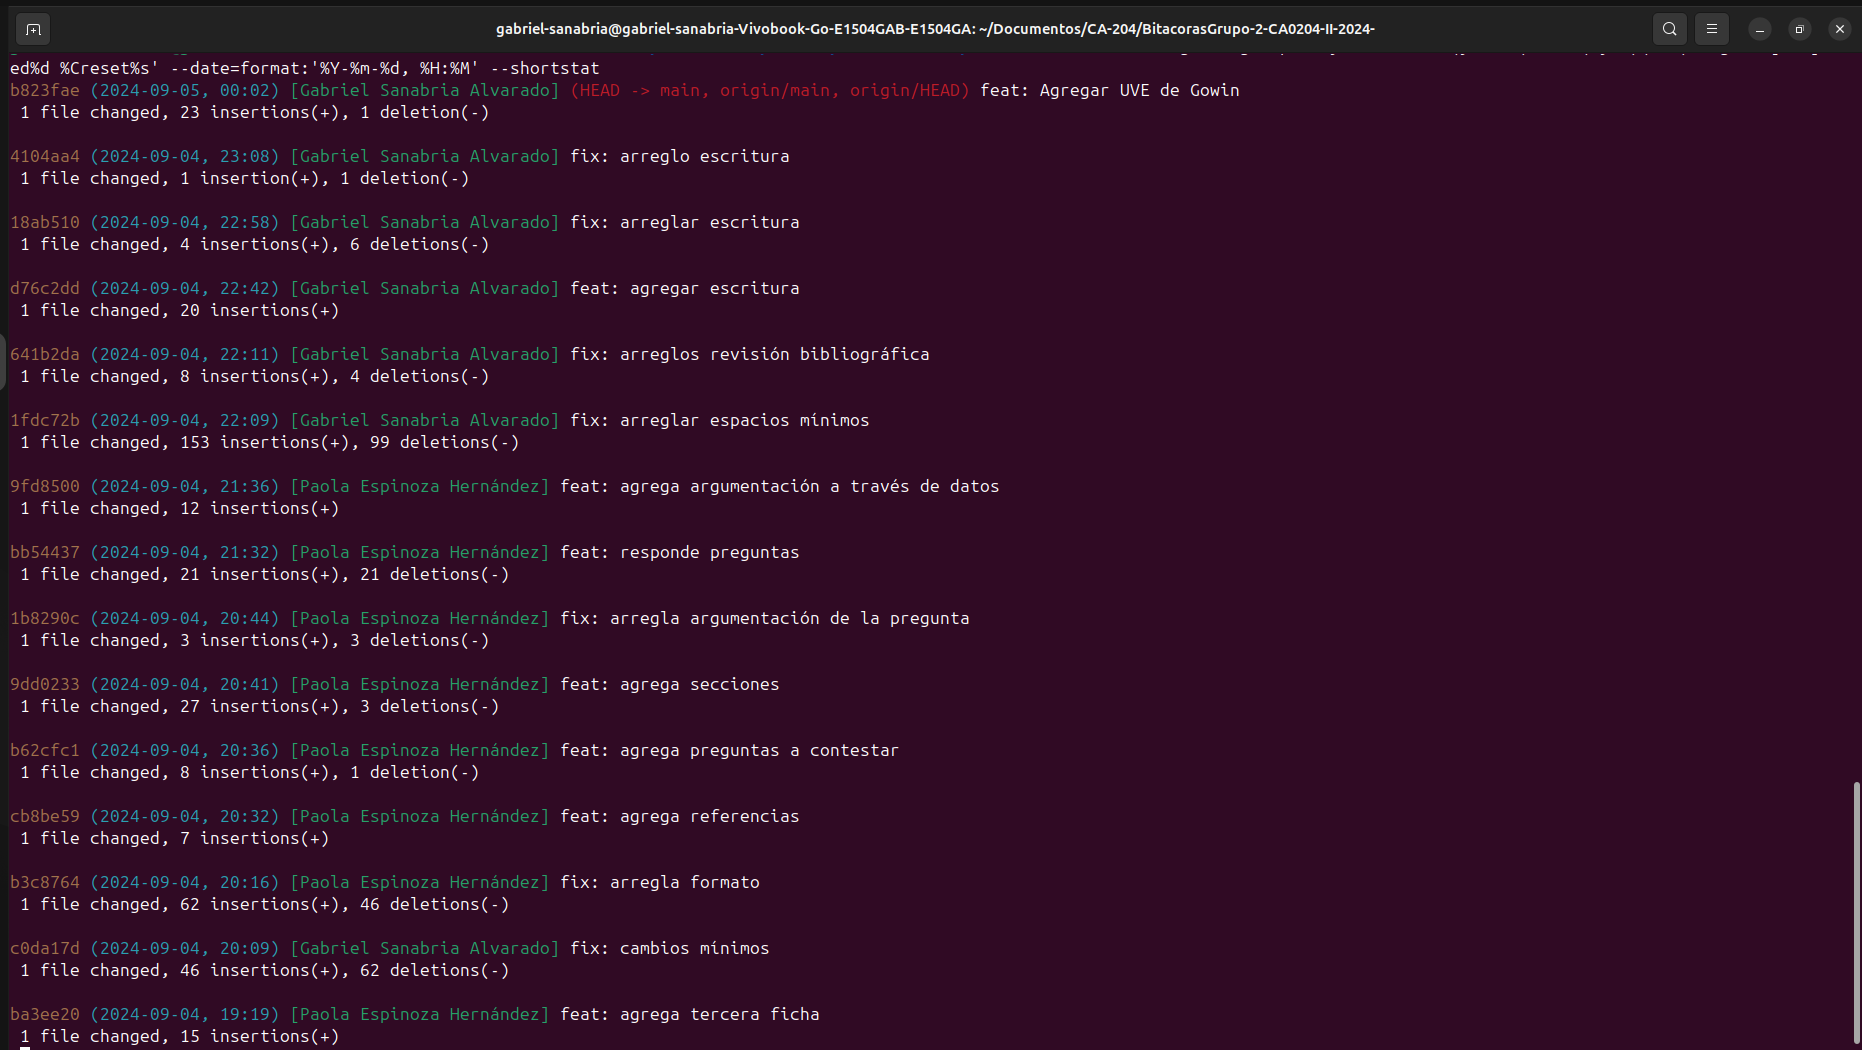 gabriel-sanabria@gabriel-sanabria-Vivobook-Go-E1504GAB-E1504GA: ~/Documentos/CA-204/BitacorasGrupo-2-CA0204-II-2024-
ed%d %Creset%s' --date=format:'%Y-%m-%d, %H:%M' --shortstat
b823fae (2024-09-05, 00:02) [Gabriel Sanabria Alvarado] (HEAD -> main, origin/main, origin/HEAD) feat: Agregar UVE de Gowin
1 file changed, 23 insertions(+), 1 deletion(-)
4104aa4 (2024-09-04, 23:08) [Gabriel Sanabria Alvarado] fix: arreglo escritura
1 file changed, 1 insertion(+), 1 deletion(-)
18ab510 (2024-09-04, 22:58) [Gabriel Sanabria Alvarado] fix: arreglar escritura
1 file changed, 4 insertions(+), 6 deletions(-)
d76c2dd (2024-09-04, 22:42) [Gabriel Sanabria Alvarado] feat: agregar escritura
1 file changed, 20 insertions(+)
641b2da (2024-09-04, 22:11) [Gabriel Sanabria Alvarado] fix: arreglos revisión bibliográfica
1 file changed, 8 insertions(+), 4 deletions(-)
1fdc72b (2024-09-04, 22:09) [Gabriel Sanabria Alvarado] fix: arreglar espacios mínimos
1 file changed, 153 insertions(+), 99 deletions(-)
9fd8500 (2024-09-04, 21:36) [Paola Espinoza Hernández] feat: agrega argumentación a través de datos
1 file changed, 12 insertions(+)
bb54437 (2024-09-04, 21:32) [Paola Espinoza Hernández] feat: responde preguntas
1 file changed, 21 insertions(+), 21 deletions(-)
1b8290c (2024-09-04, 20:44) [Paola Espinoza Hernández] fix: arregla argumentación de la pregunta
1 file changed, 3 insertions(+), 3 deletions(-)
9dd0233 (2024-09-04, 20:41) [Paola Espinoza Hernández] feat: agrega secciones
1 file changed, 27 insertions(+), 3 deletions(-)
b62cfc1 (2024-09-04, 20:36) [Paola Espinoza Hernández] feat: agrega preguntas a contestar
1 file changed, 8 insertions(+), 1 deletion(-)
cb8be59 (2024-09-04, 20:32) [Paola Espinoza Hernández] feat: agrega referencias
1 file changed, 7 insertions(+)
b3c8764 (2024-09-04, 20:16) [Paola Espinoza Hernández] fix: arregla formato
1 file changed, 62 insertions(+), 46 deletions(-)
c0da17d (2024-09-04, 20:09) [Gabriel Sanabria Alvarado] fix: cambios mínimos
1 file changed, 46 insertions(+), 62 deletions(-)
ba3ee20 (2024-09-04, 19:19) [Paola Espinoza Hernández] feat: agrega tercera ficha
1 file changed, 15 insertions(+)